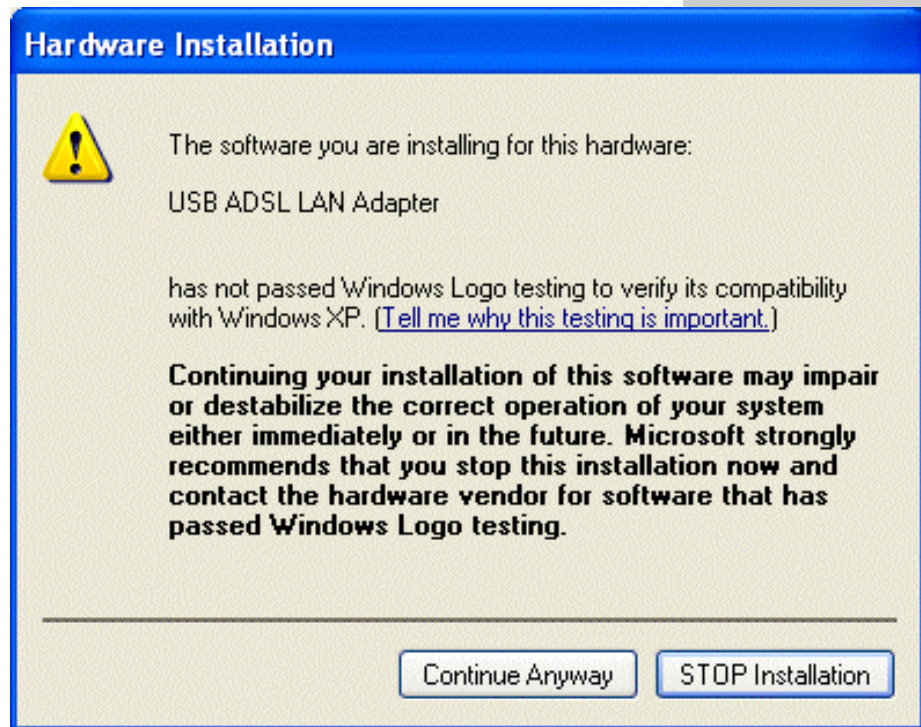 Hardware Installation
The software you are installing for this hardware:
USB ADSL LAN Adapter
has not passed Windows Logo testing to verify its compatibility
with Windows XP. (Tell me why this testing is important.)
Continuing your installation of this software may impair
or destabilize the correct operation of your system
either immediately or in the future. Microsoft strongly
recommends that you stop this installation now and
contact the hardware vendor for software that has
passed Windows Logo testing.
Continue Anyway STOP Installation